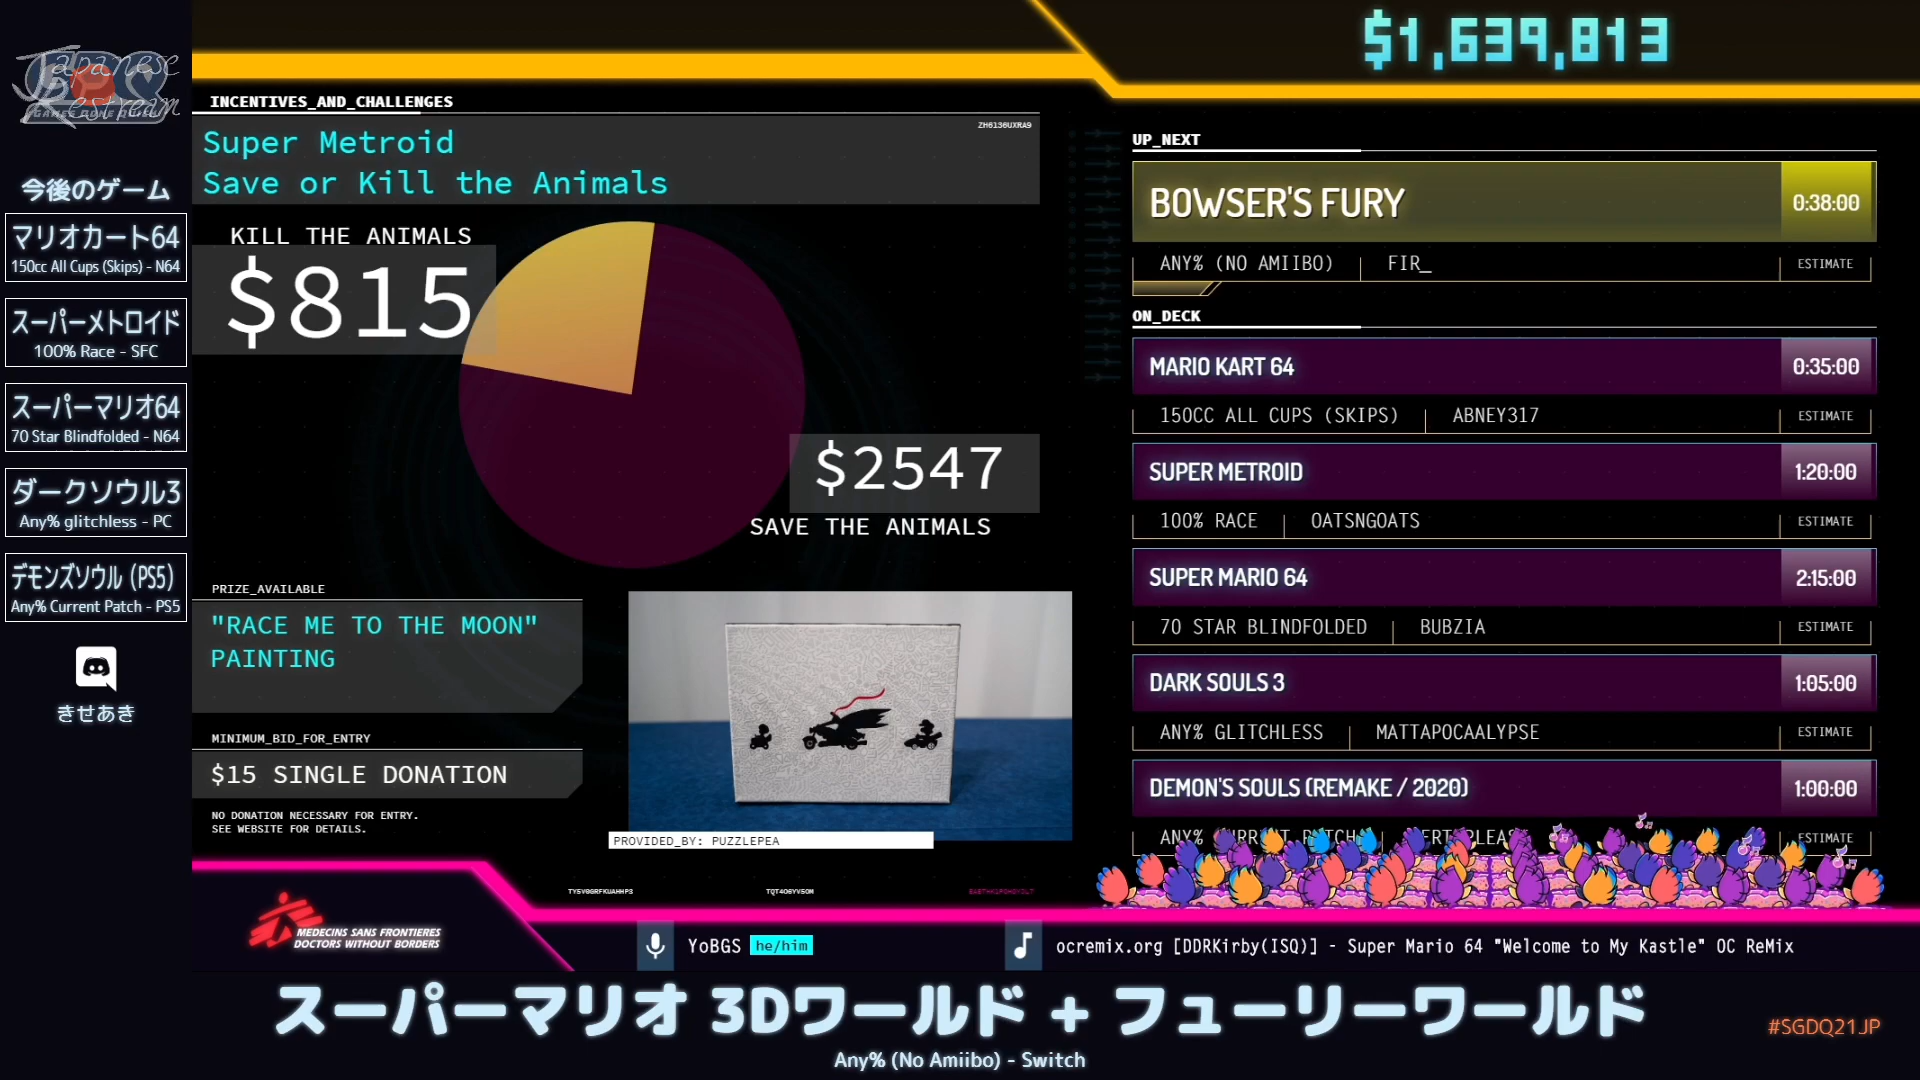 Japanese
Restream
GAMES DONE QUICK
今後のゲーム
マリオカート64
150cc All Cups (Skips) - N64
スーパーメトロイド
100% Race - SFC
スーパーマリオ64
70 Star Blindfolded - N64
ダークソウル3
Any% glitchless - PC
デモンズソウル (PS5)
Any% Current Patch - PS5
きせあき
$1,639,813
INCENTIVES_AND_CHALLENGES
ZH6136UXRA9
Super Metroid
Save or Kill the Animals
KILL THE ANIMALS
$815
$2547
SAVE THE ANIMALS
PRIZE_AVAILABLE
"RACE ME TO THE MOON"
PAINTING
MINIMUM_BID_FOR_ENTRY
$15 SINGLE DONATION
NO DONATION NECESSARY FOR ENTRY.
SEE WEBSITE FOR DETAILS.
PROVIDED_BY: PUZZLEPEA
UP_NEXT
BOWSER'S FURY 0:38:00
ANY% (NO AMIIBO) FIR_ ESTIMATE
ON_DECK
MARIO KART 64 0:35:00
150CC ALL CUPS (SKIPS) ABNEY317 ESTIMATE
SUPER METROID 1:20:00
100% RACE OATSNGOATS ESTIMATE
SUPER MARIO 64 2:15:00
70 STAR BLINDFOLDED BUBZIA ESTIMATE
DARK SOULS 3 1:05:00
ANY% GLITCHLESS MATTAPOCAALYPSE ESTIMATE
DEMON'S SOULS (REMAKE / 2020) 1:00:00
ANY% ESTIMATE
MEDECINS SANS FRONTIERES
DOCTORS WITHOUT BORDERS
YoBGS he/him
ocremix.org [DDRKirby(ISQ)] - Super Mario 64 "Welcome to My Kastle" OC ReMix
スーパーマリオ 3Dワールド + フューリーワールド
Any% (No Amiibo) - Switch
#SGDQ21JP